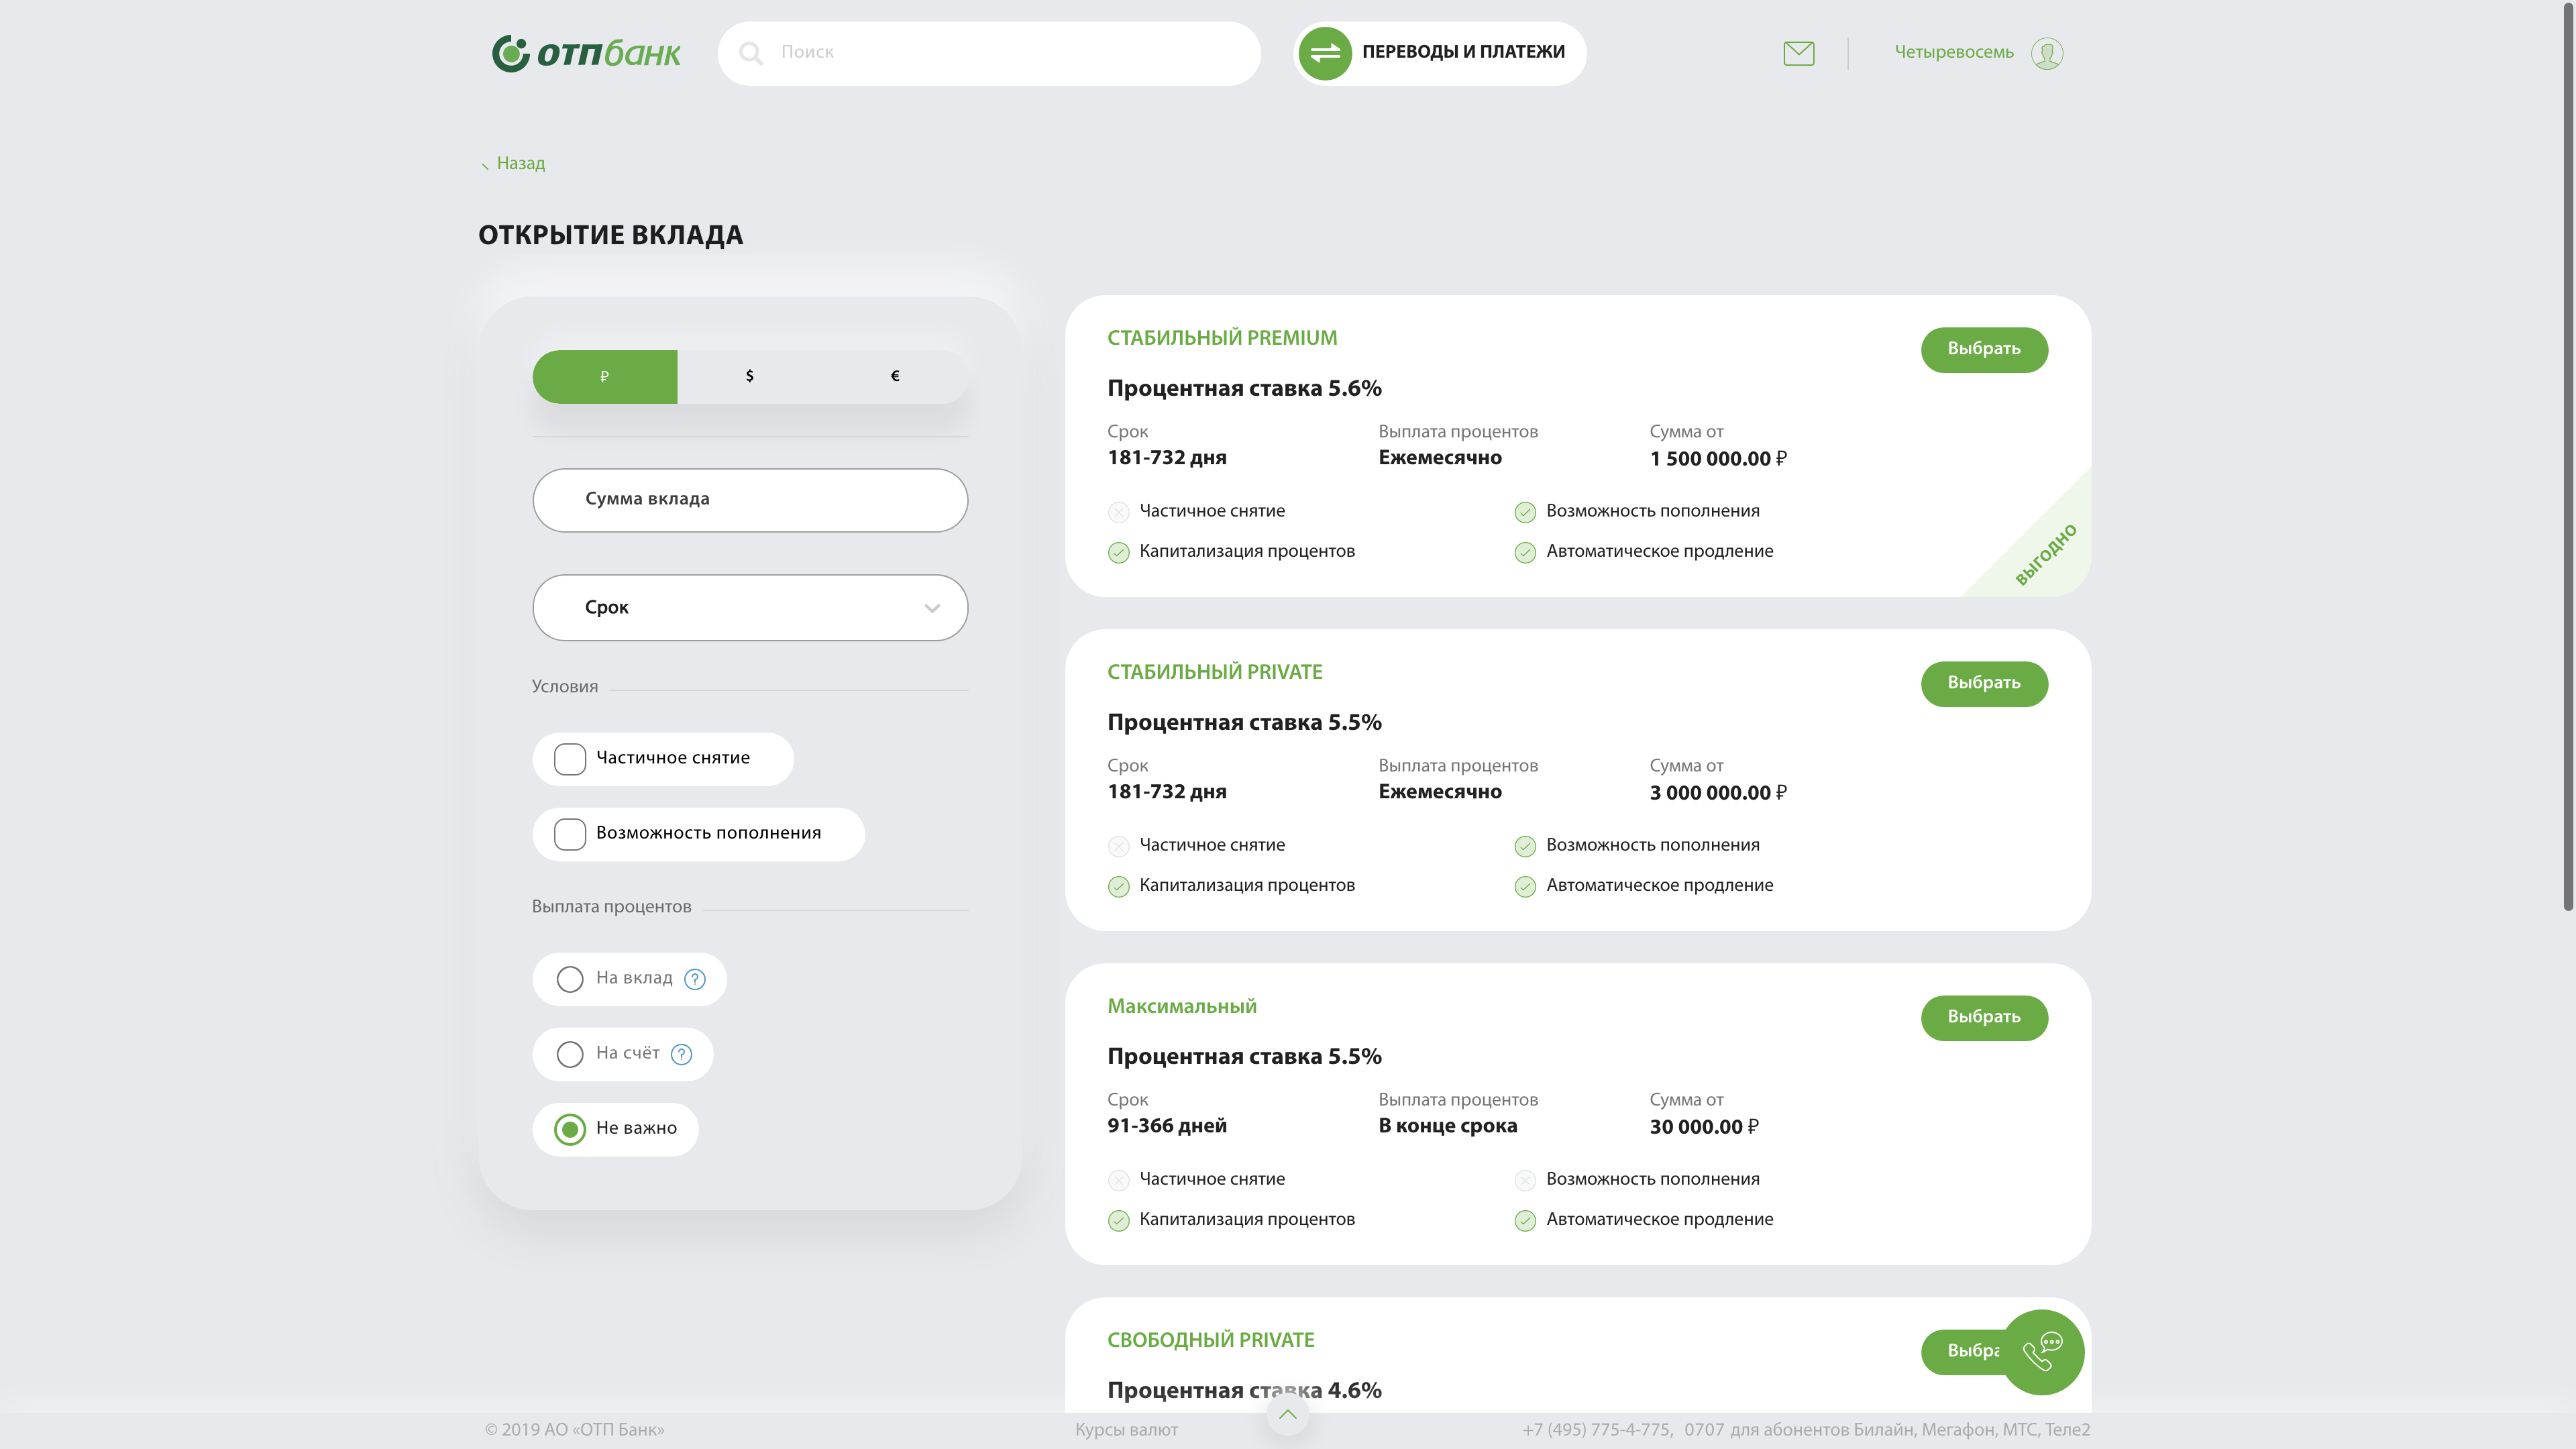 отпбанк
Поиск
ПЕРЕВОДЫ И ПЛАТЕЖИ
Четыревосемь
Назад
ОТКРЫТИЕ ВКЛАДА
₽ $ €
Сумма вклада
Срок
Условия
Частичное снятие
Возможность пополнения
Выплата процентов
На вклад ?
На счёт ?
Не важно
СТАБИЛЬНЫЙ PREMIUM
Выбрать
Процентная ставка 5.6%
Срок Выплата процентов Сумма от
181-732 дня Ежемесячно 1 500 000.00 ₽
Частичное снятие Возможность пополнения
Капитализация процентов Автоматическое продление
ВЫГОДНО
СТАБИЛЬНЫЙ PRIVATE
Выбрать
Процентная ставка 5.5%
Срок Выплата процентов Сумма от
181-732 дня Ежемесячно 3 000 000.00 ₽
Частичное снятие Возможность пополнения
Капитализация процентов Автоматическое продление
Максимальный
Выбрать
Процентная ставка 5.5%
Срок Выплата процентов Сумма от
91-366 дней В конце срока 30 000.00 ₽
Частичное снятие Возможность пополнения
Капитализация процентов Автоматическое продление
СВОБОДНЫЙ PRIVATE
Выбра
Процентная ставка 4.6%
© 2019 АО «ОТП Банк» Курсы валют +7 (495) 775-4-775, 0707 для абонентов Билайн, Мегафон, МТС, Теле2